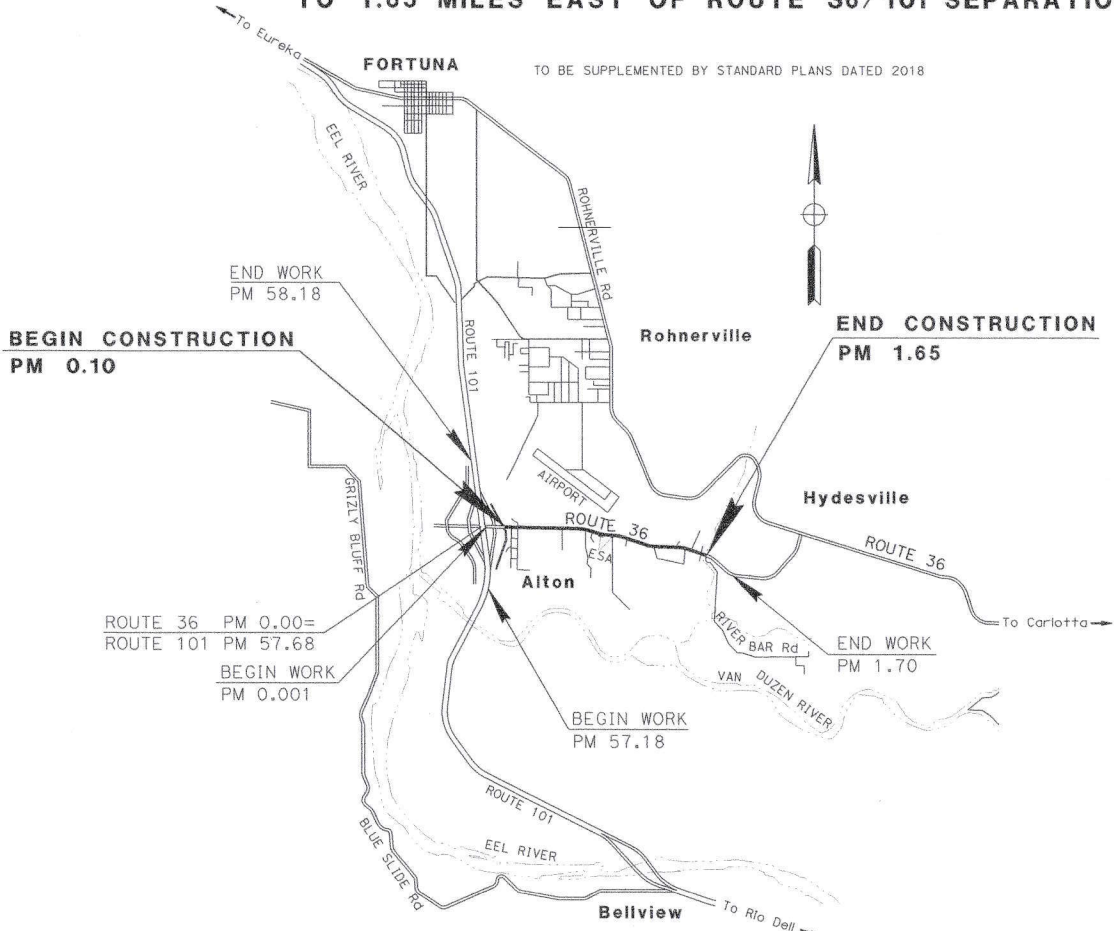 TO 1.65 MILES EAST OF ROUTE 36/101 SEPARATIO
To Eureka
FORTUNA
TO BE SUPPLEMENTED BY STANDARD PLANS DATED 2018
EEL RIVER
ROHNERVILLE Rd
END WORK
PM 58.18
ROUTE 101
BEGIN CONSTRUCTION
PM 0.10
Rohnerville
END CONSTRUCTION
PM 1.65
AIRPORT
Hydesville
GRIZLY BLUFF Rd
ROUTE 36
ROUTE 36
ESA
Alton
ROUTE 36 PM 0.00=
ROUTE 101 PM 57.68
To Carlotta
RIVER BAR Rd
END WORK
PM 1.70
BEGIN WORK
PM 0.001
VAN DUZEN RIVER
BEGIN WORK
PM 57.18
ROUTE 101
BLUE SLIDE Rd
EEL RIVER
Bellview
To Rio Dell